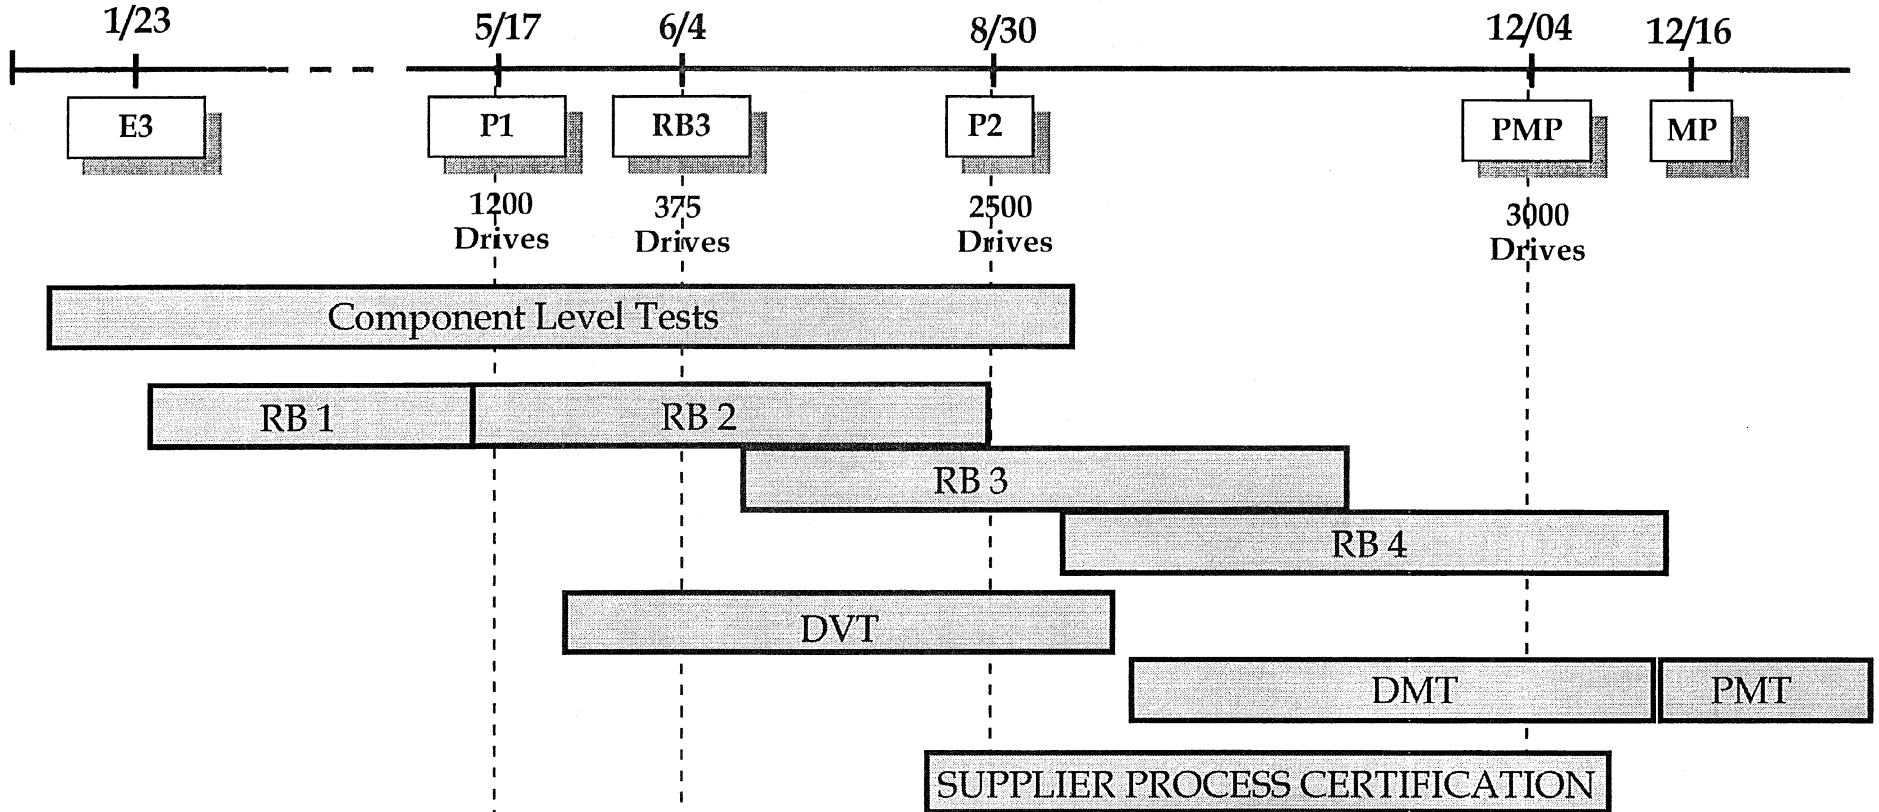 1/23 5/17 6/4 8/30 12/04 12/16
E3 P1 RB3 P2 PMP MP
1200 375 2500 3000
Drives Drives Drives Drives
Component Level Tests
RB 1 RB 2
RB 3
RB 4
DVT
DMT PMT
SUPPLIER PROCESS CERTIFICATION